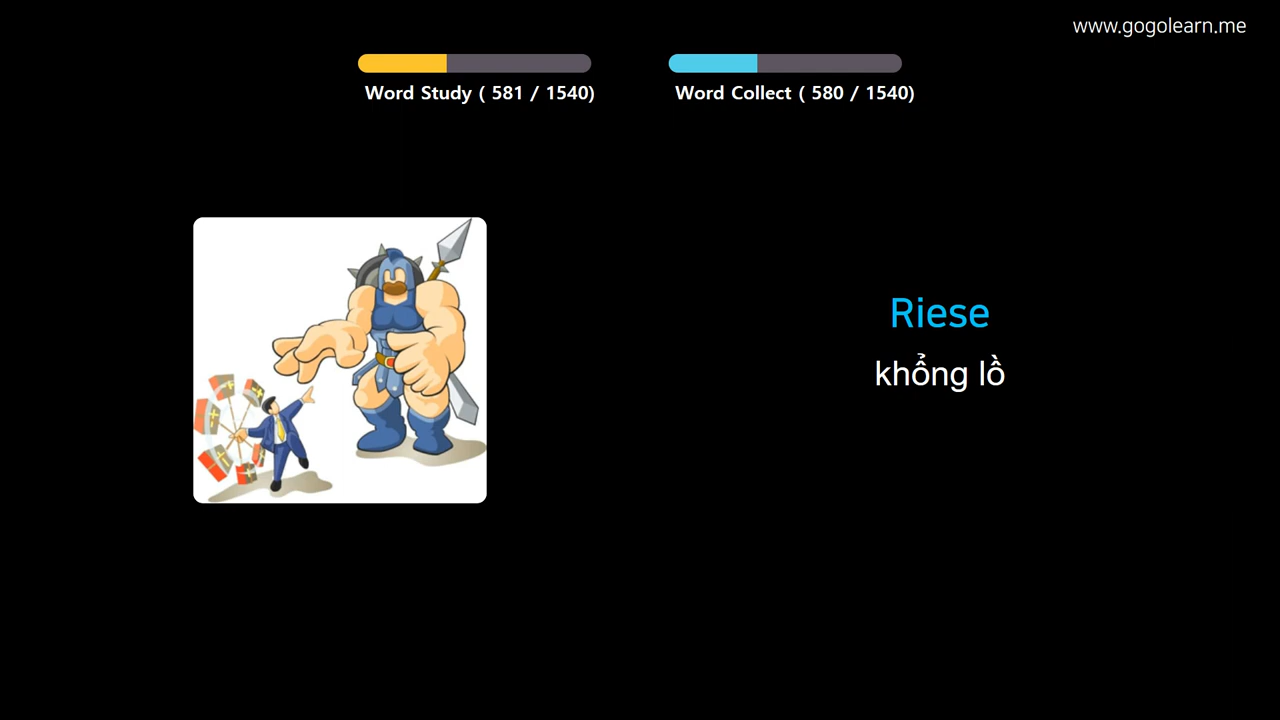 www.gogolearn.me
Word Study ( 581 / 1540)
Word Collect ( 580 / 1540)
Riese
khổng lồ